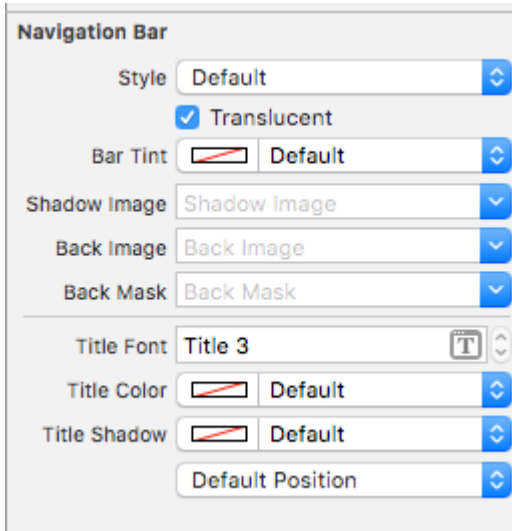 Navigation Bar
Style Default
Translucent
Bar Tint Default
Shadow Image Shadow Image
Back Image Back Image
Back Mask Back Mask
Title Font Title 3 T
Title Color Default
Title Shadow Default
Default Position